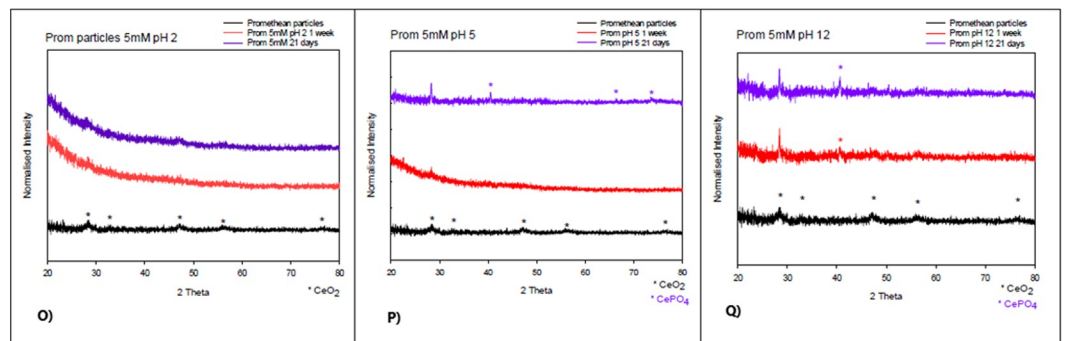 Promethean particles
Prom 5mM pH 2 1 week
Prom 5mM 21 days
Prom particles 5mM pH 2
Normalised Intensity
* * * * *
20 30 40 50 60 70 80
2 Theta
* CeO2
O)
Promethean particles
Prom pH 5 1 week
Prom pH 5 21 days
Prom 5mM pH 5
Normalised Intensity
* * *
* * * * *
20 30 40 50 60 70 80
2 Theta
* CeO2
* CePO4
P)
Promethean particles
Prom pH 12 1 week
Prom pH 12 21 days
Prom 5mM pH 12
Normalised Intensity
*
*
* * * * *
20 30 40 50 60 70 80
2 Theta
* CeO2
* CePO4
Q)